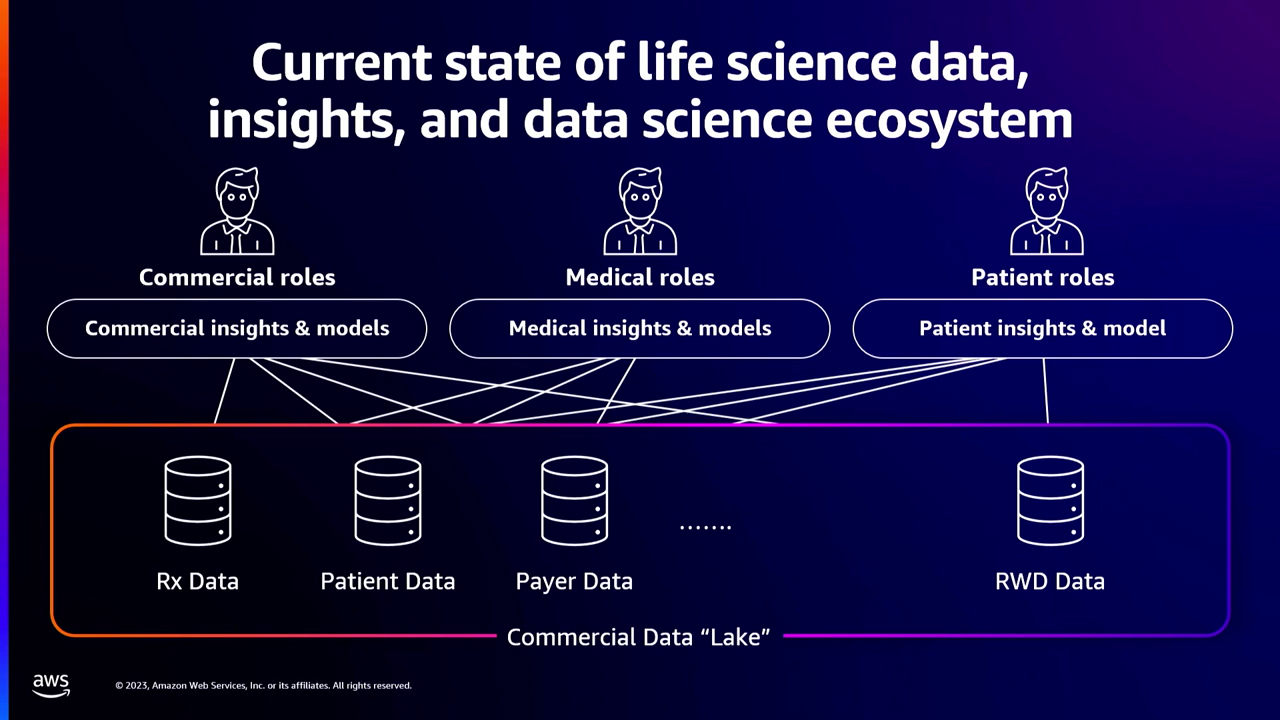 Current state of life science data,
insights, and data science ecosystem
Commercial roles
Medical roles
Patient roles
Commercial insights & models
Medical insights & models
Patient insights & model
Rx Data
Patient Data
Payer Data
.......
RWD Data
Commercial Data “Lake”
aws
© 2023, Amazon Web Services, Inc. or its affiliates. All rights reserved.